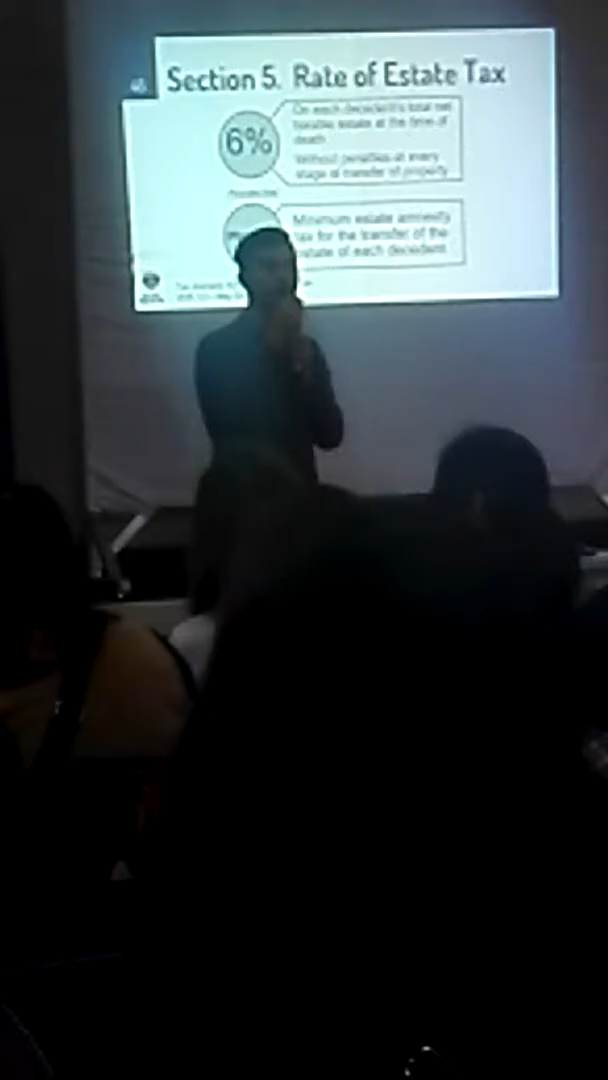 Section 5. Rate of Estate Tax
6%
On each decedent's total net
taxable estate at the time of
death
Without penalties at every
stage of transfer of property
Minimum estate amnesty
tax for the transfer of the
estate of each decedent